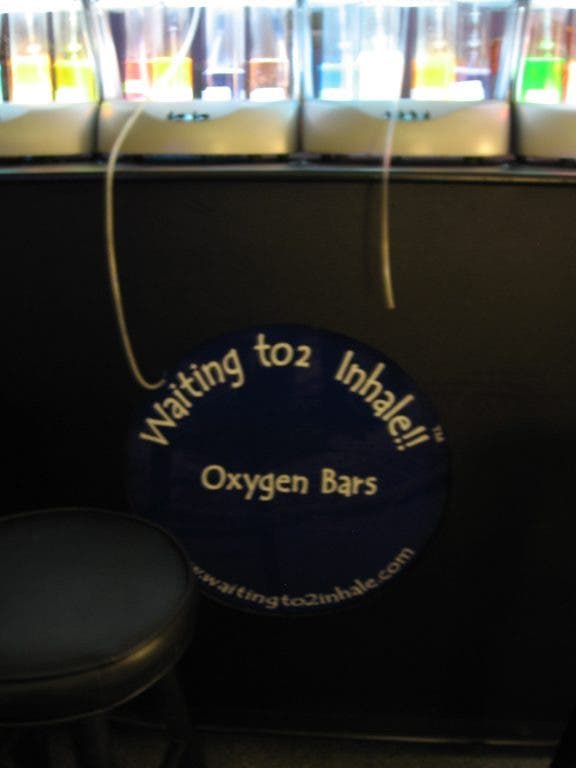 Waiting to2 Inhale!! ™
Oxygen Bars
.waitingto2inhale.com